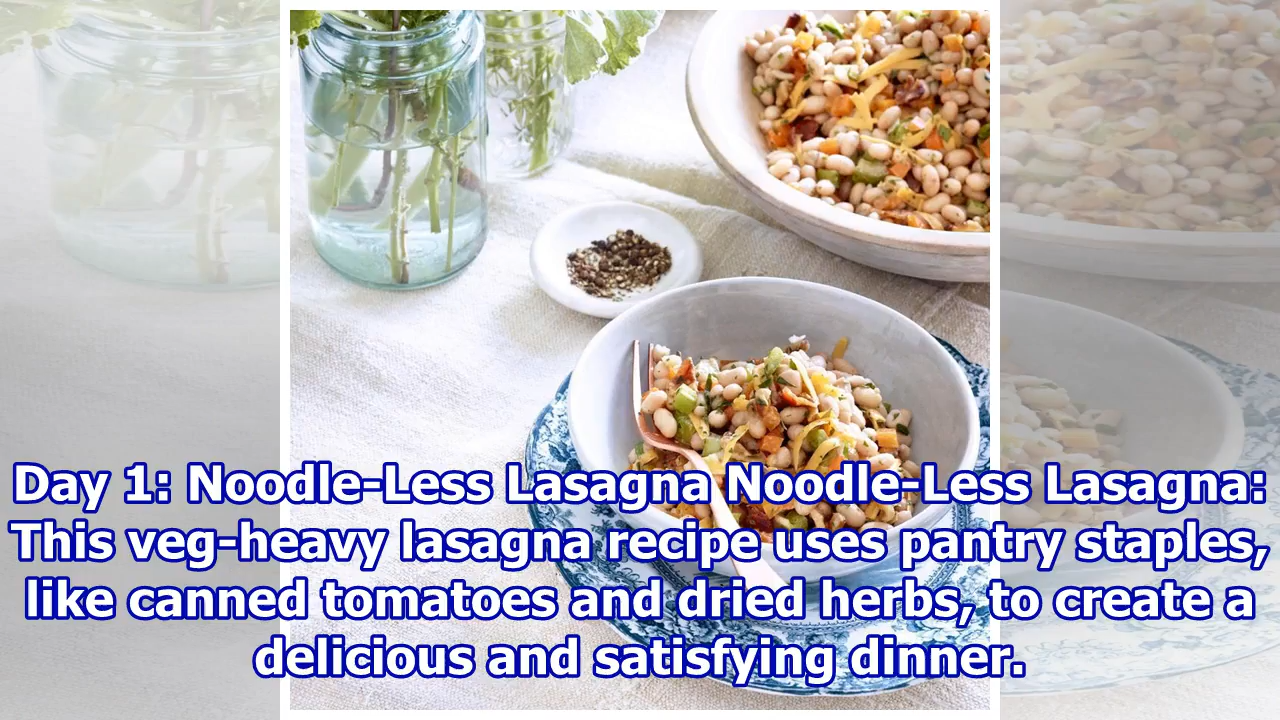 Day 1: Noodle-Less Lasagna Noodle-Less Lasagna:
This veg-heavy lasagna recipe uses pantry staples,
like canned tomatoes and dried herbs, to create a
delicious and satisfying dinner.